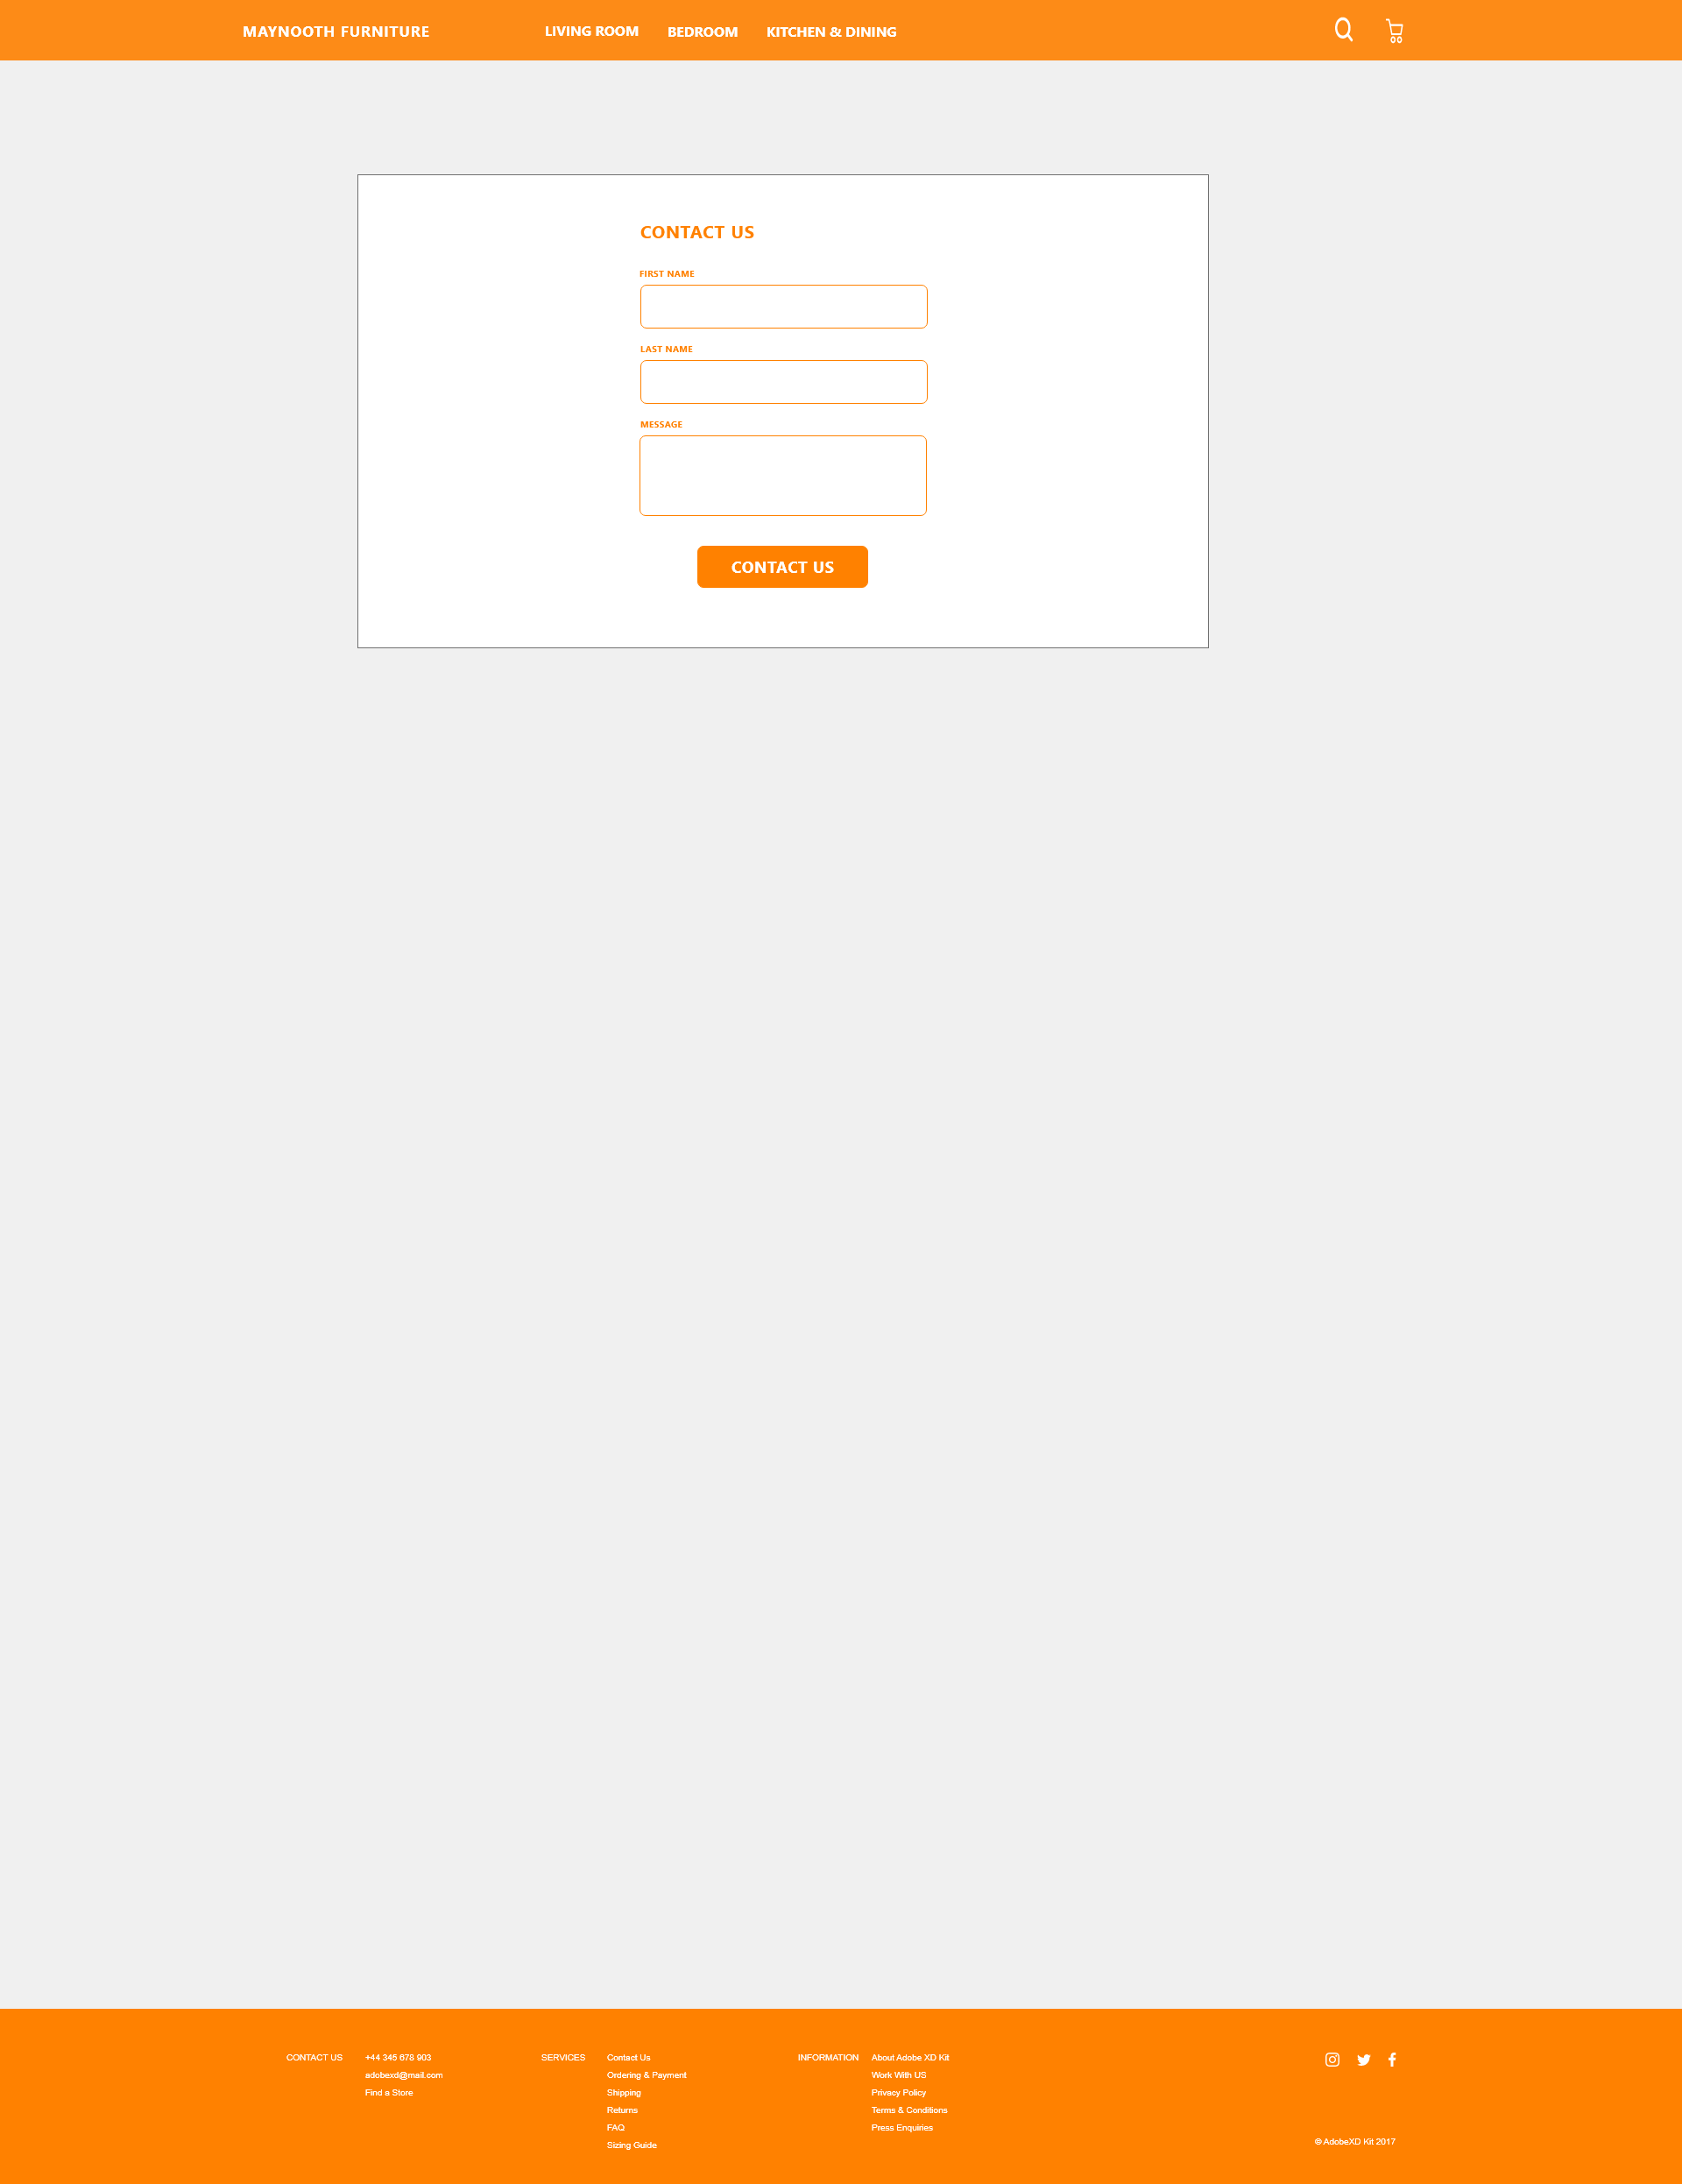 MAYNOOTH FURNITURE
LIVING ROOM
BEDROOM
KITCHEN & DINING
CONTACT US
FIRST NAME
LAST NAME
MESSAGE
CONTACT US
CONTACT US
+44 345 678 903
adobexd@mail.com
Find a Store
SERVICES
Contact Us
Ordering & Payment
Shipping
Returns
FAQ
Sizing Guide
INFORMATION
About Adobe XD Kit
Work With US
Privacy Policy
Terms & Conditions
Press Enquiries
© AdobeXD Kit 2017